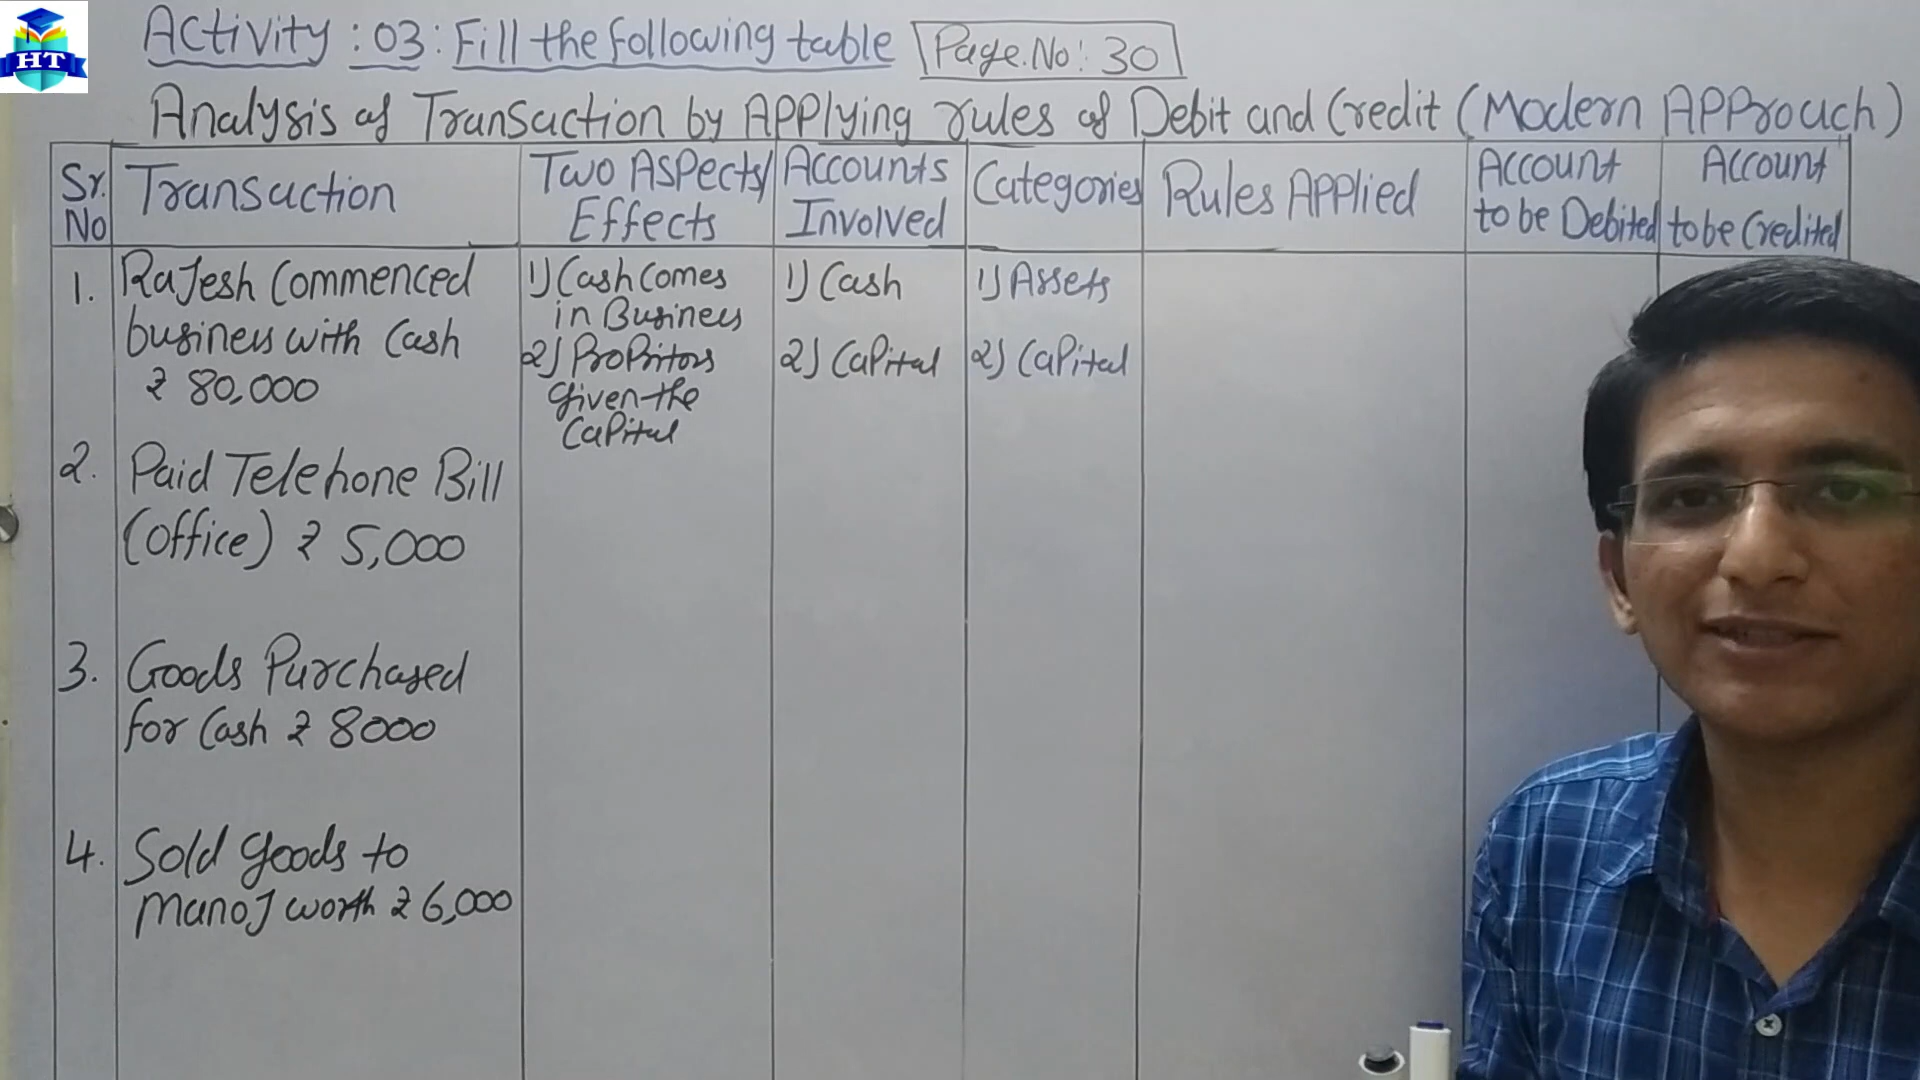 HT
Activity : 03 : Fill the following table
Page.No: 30
Analysis of Transaction by Applying rules of Debit and Credit (Modern Approach)
Sr. No
Transaction
Two Aspects/
Effects
Accounts
Involved
Categories
Rules Applied
Account
to be Debited
Account
to be Credited
1.
Rajesh Commenced
business with Cash
₹ 80,000
1) Cash Comes
in Business
2) Propritors
given the
Capital
1) Cash
2) Capital
1) Assets
2) Capital
2.
Paid Telehone Bill
(office) ₹ 5,000
3.
Goods Purchased
for Cash ₹ 8000
4.
Sold goods to
Manoj worth ₹ 6,000